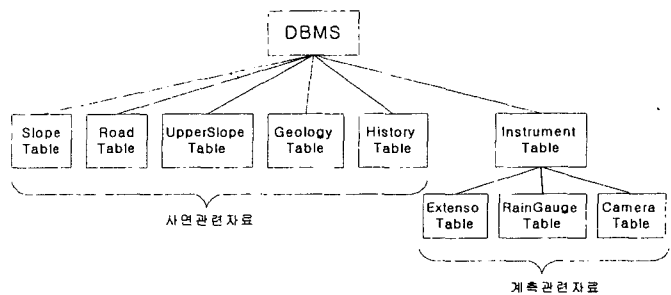 DBMS
Slope
Table
Road
Table
UpperSlope
Table
Geology
Table
History
Table
Instrument
Table
사면관련자료
Extenso
Table
RainGauge
Table
Camera
Table
계측관련자료